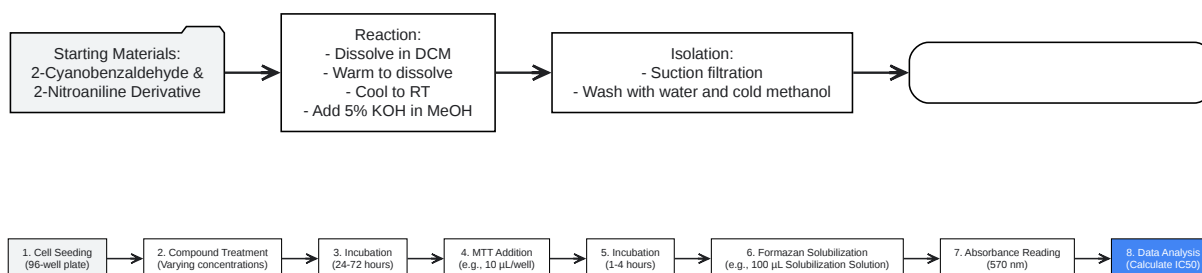 Starting Materials:
2-Cyanobenzaldehyde &
2-Nitroaniline Derivative
Reaction:
- Dissolve in DCM
- Warm to dissolve
- Cool to RT
- Add 5% KOH in MeOH
Isolation:
- Suction filtration
- Wash with water and cold methanol
1. Cell Seeding
(96-well plate)
2. Compound Treatment
(Varying concentrations)
3. Incubation
(24-72 hours)
4. MTT Addition
(e.g., 10 µL/well)
5. Incubation
(1-4 hours)
6. Formazan Solubilization
(e.g., 100 µL Solubilization Solution)
7. Absorbance Reading
(570 nm)
8. Data Analysis
(Calculate IC50)